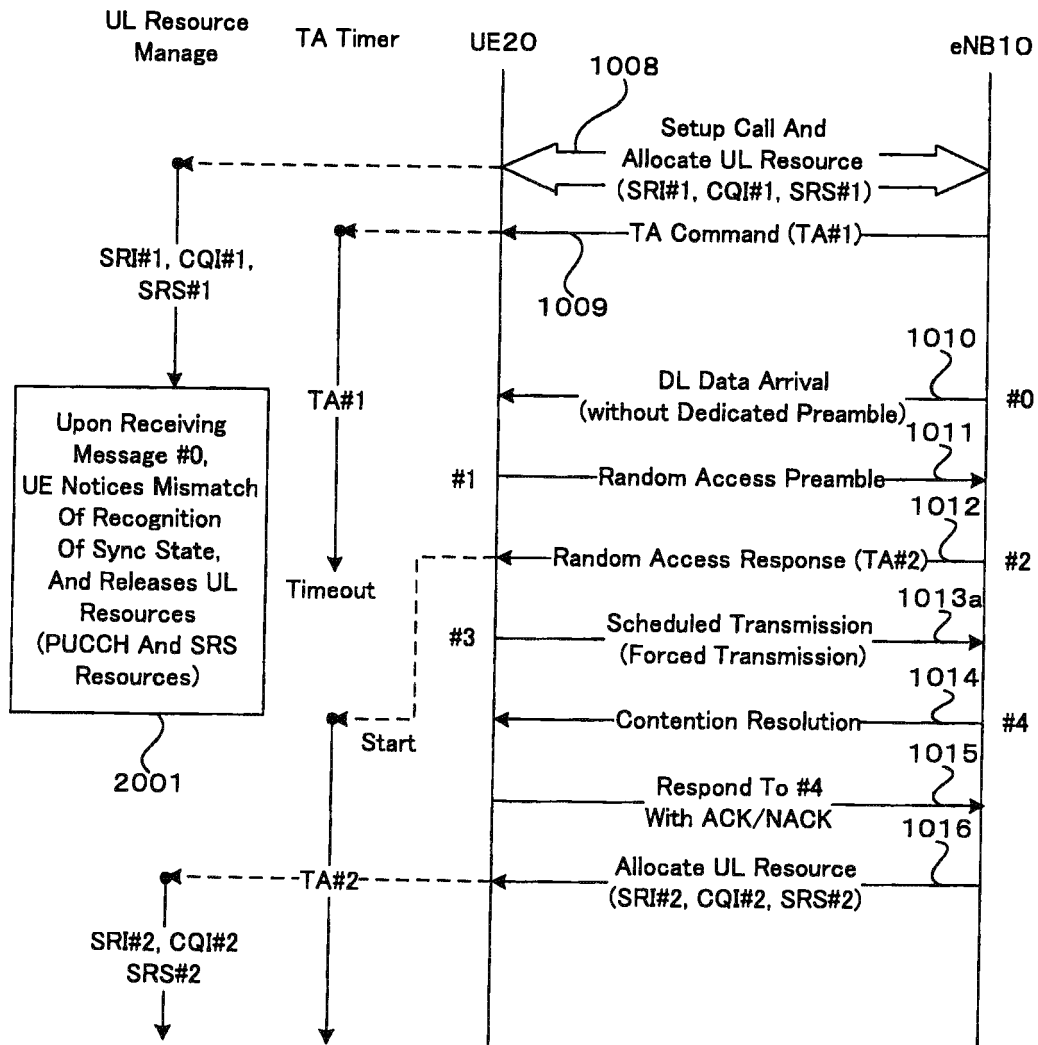 UL Resource
Manage
TA Timer
UE20
eNB10
1008
Setup Call And
Allocate UL Resource
(SRI#1, CQI#1, SRS#1)
TA Command (TA#1)
SRI#1, CQI#1,
SRS#1
1009
1010
DL Data Arrival
(without Dedicated Preamble)
#0
TA#1
Upon Receiving
Message #0,
UE Notices Mismatch
Of Recognition
Of Sync State,
And Releases UL
Resources
(PUCCH And SRS
Resources)
1011
#1
Random Access Preamble
1012
Random Access Response (TA#2)
#2
Timeout
1013a
#3
Scheduled Transmission
(Forced Transmission)
1014
Contention Resolution
#4
Start
2001
1015
Respond To #4
With ACK/NACK
1016
TA#2
Allocate UL Resource
(SRI#2, CQI#2, SRS#2)
SRI#2, CQI#2
SRS#2